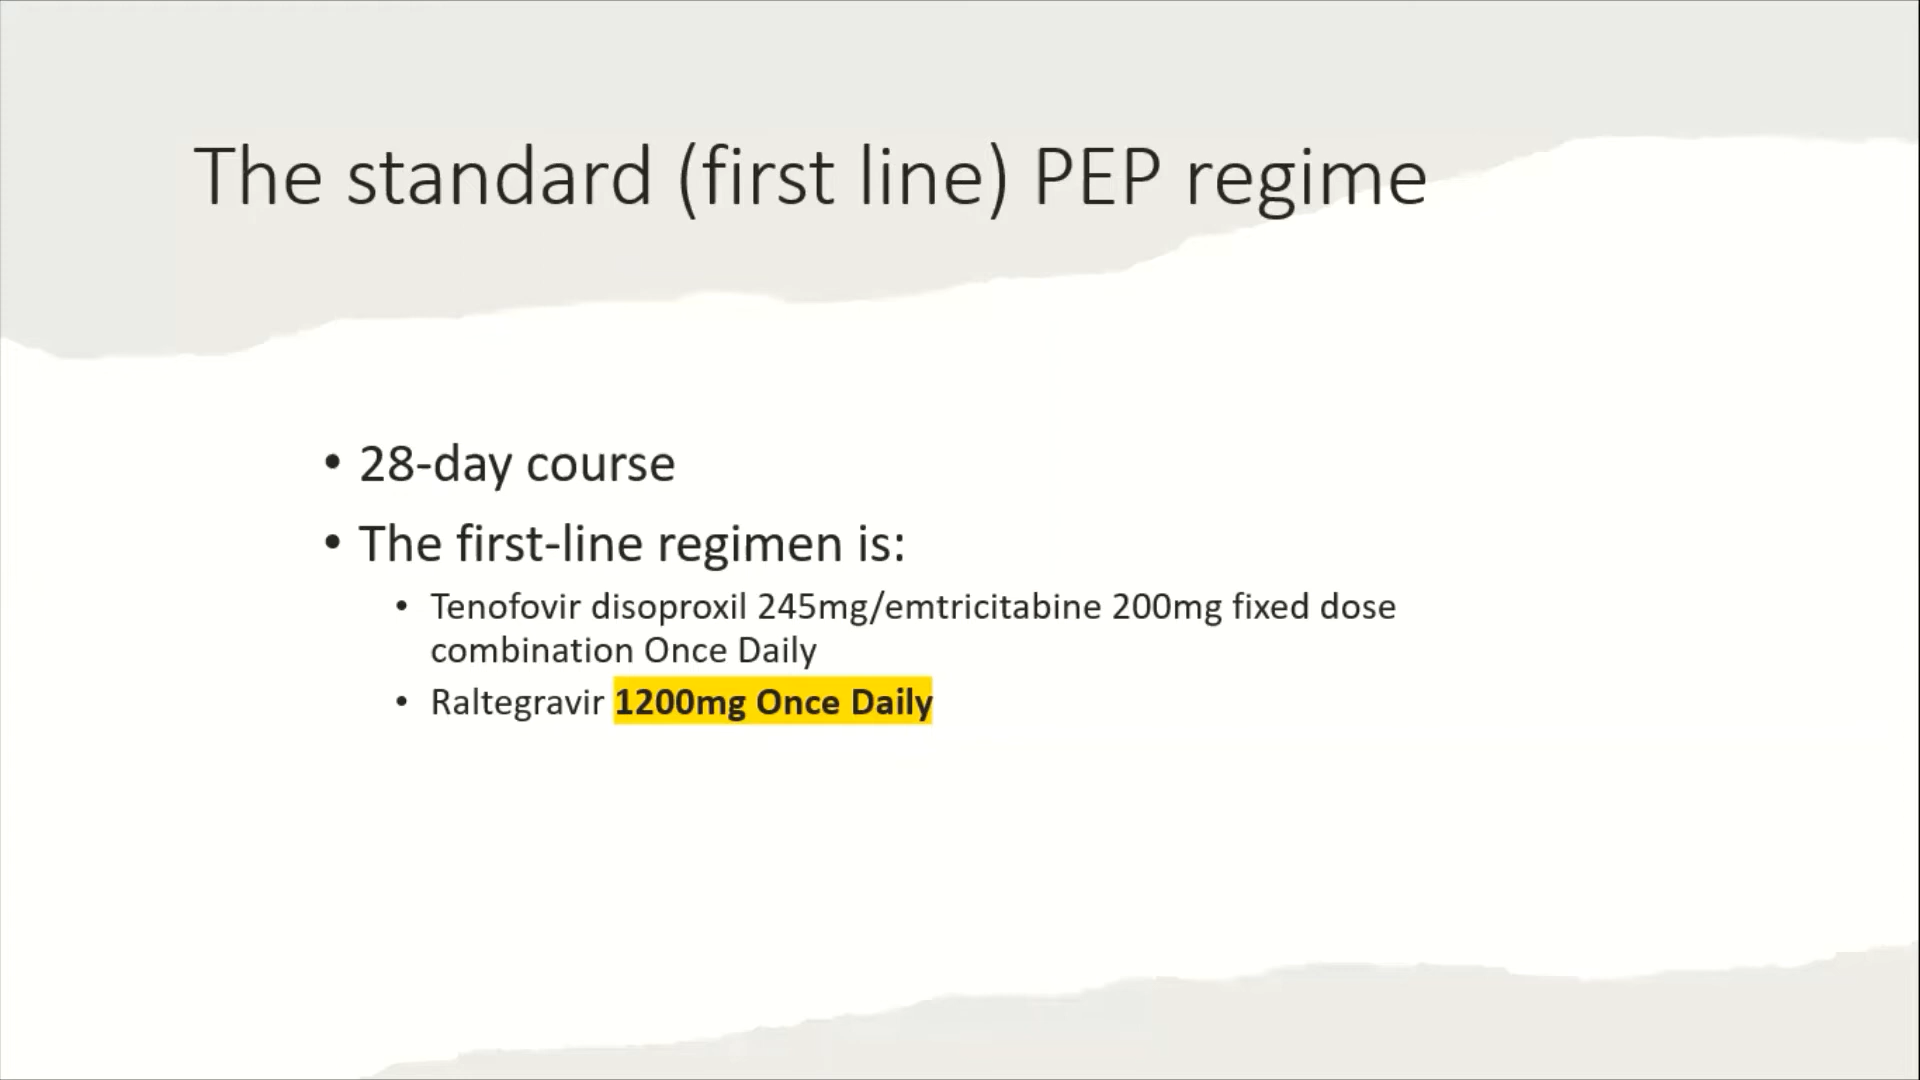 The standard (first line) PEP regime
• 28-day course
• The first-line regimen is:
• Tenofovir disoproxil 245mg/emtricitabine 200mg fixed dose
combination Once Daily
• Raltegravir 1200mg Once Daily